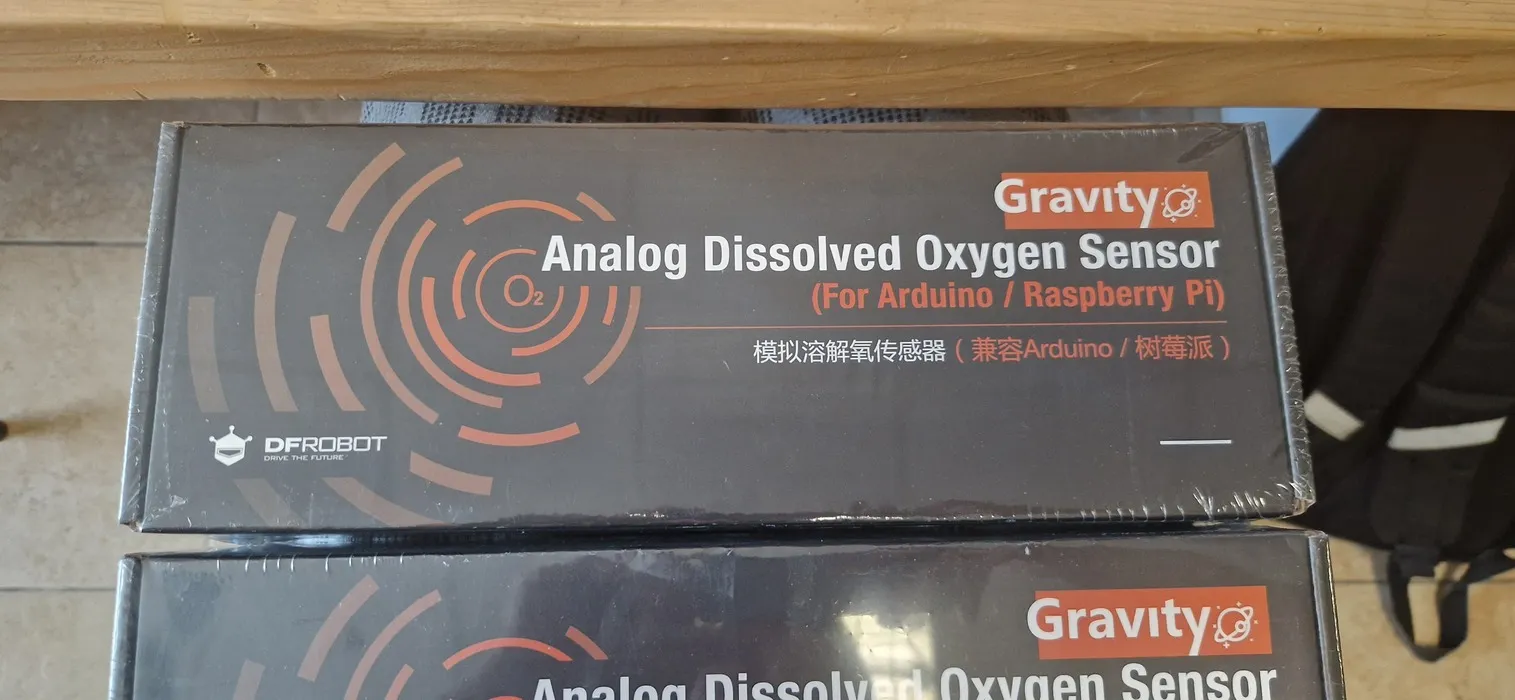 Gravity
Analog Dissolved Oxygen Sensor
(For Arduino / Raspberry Pi)
O2
模拟溶解氧传感器（兼容Arduino / 树莓派）
DFROBOT
DRIVE THE FUTURE
Gravity
Analog Dissolved Oxygen Sensor